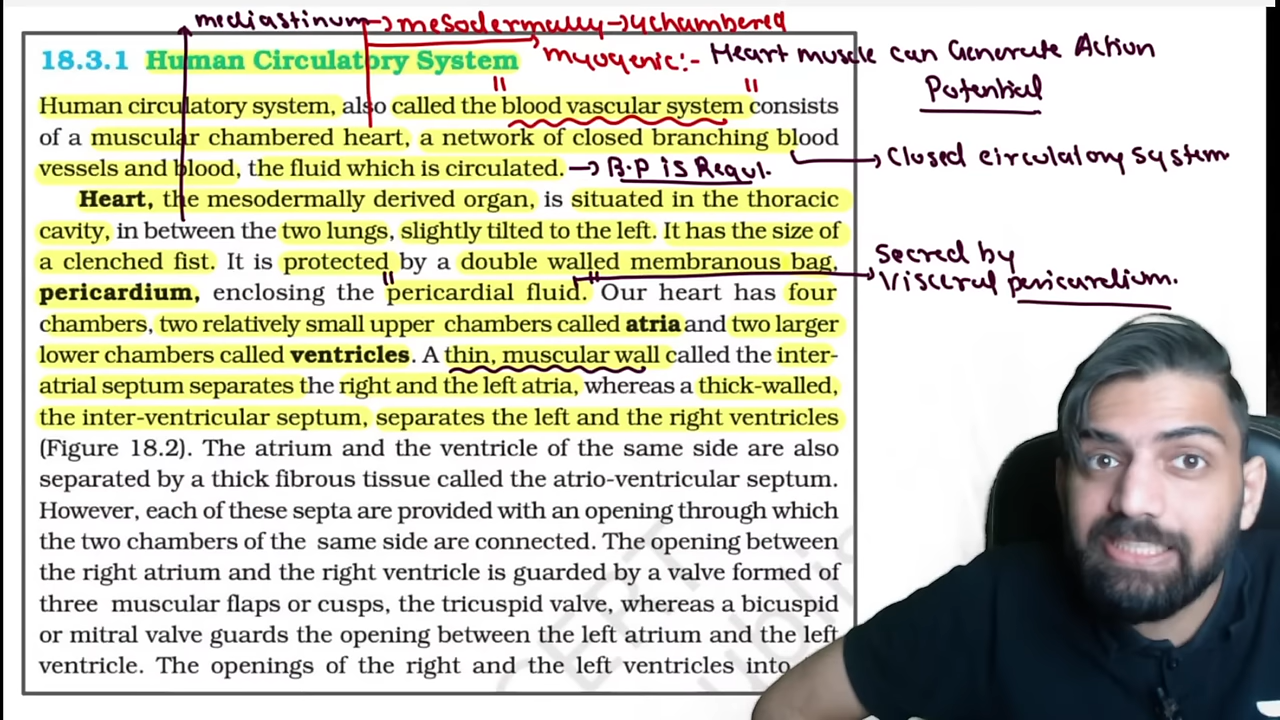 mediastinum → mesodermally → 4 chambered
18.3.1 Human Circulatory System
myogenic:- Heart muscle can Generate Action
Potential
Human circulatory system, also called the "blood vascular system" consists
of a muscular chambered heart, a network of closed branching blood
→ Closed circulatory system
vessels and blood, the fluid which is circulated. → B.P is Regul.
Heart, the mesodermally derived organ, is situated in the thoracic
cavity, in between the two lungs, slightly tilted to the left. It has the size of
a clenched fist. It is protected by a double walled membranous bag,
Secred by
visceral pericardium.
pericardium, enclosing the "pericardial fluid." Our heart has four
chambers, two relatively small upper chambers called atria and two larger
lower chambers called ventricles. A thin, muscular wall called the inter-
atrial septum separates the right and the left atria, whereas a thick-walled,
the inter-ventricular septum, separates the left and the right ventricles
(Figure 18.2). The atrium and the ventricle of the same side are also
separated by a thick fibrous tissue called the atrio-ventricular septum.
However, each of these septa are provided with an opening through which
the two chambers of the same side are connected. The opening between
the right atrium and the right ventricle is guarded by a valve formed of
three muscular flaps or cusps, the tricuspid valve, whereas a bicuspid
or mitral valve guards the opening between the left atrium and the left
ventricle. The openings of the right and the left ventricles into